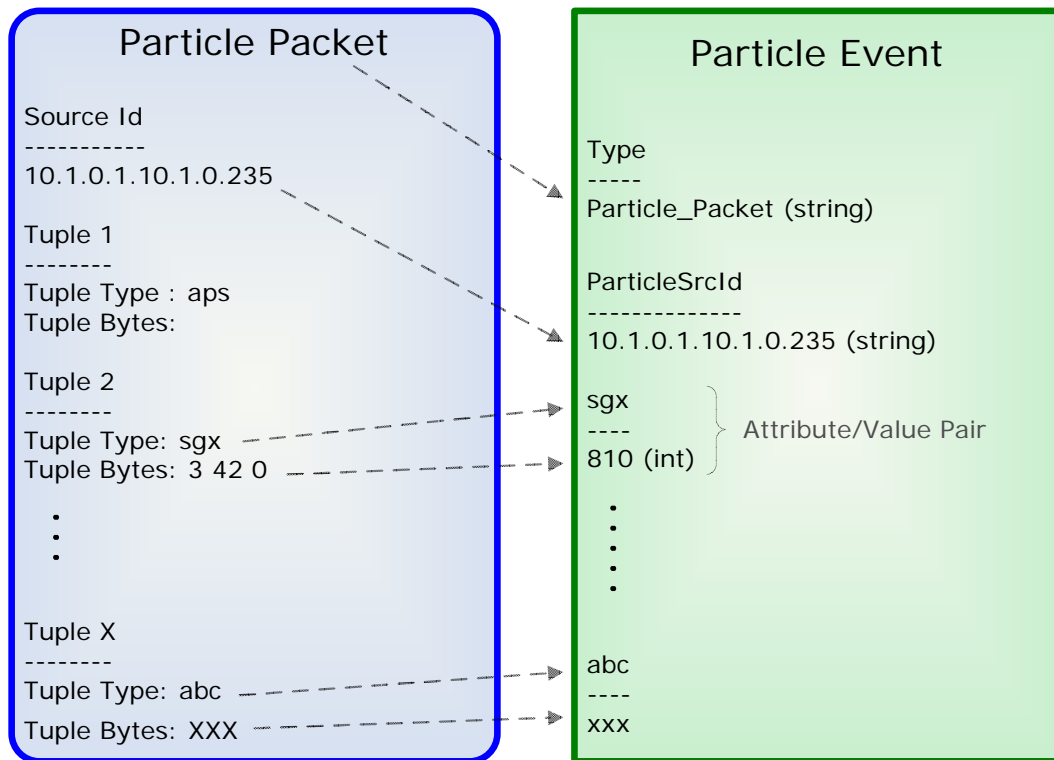 Particle Packet
Source Id
-----------
10.1.0.1.10.1.0.235
Tuple 1
--------
Tuple Type : aps
Tuple Bytes:
Tuple 2
--------
Tuple Type: sgx
Tuple Bytes: 3 42 0
Tuple X
--------
Tuple Type: abc
Tuple Bytes: XXX
Particle Event
Type
-----
Particle_Packet (string)
ParticleSrcId
--------------
10.1.0.1.10.1.0.235 (string)
sgx
----
810 (int)
Attribute/Value Pair
abc
----
xxx